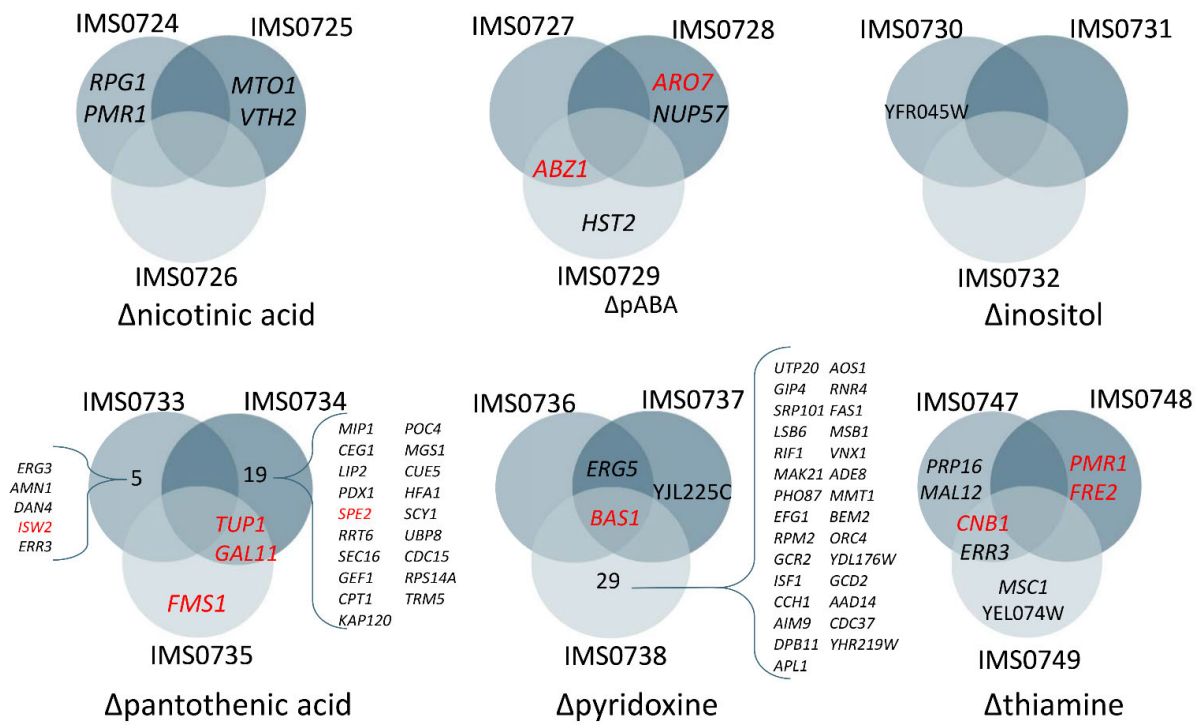 IMS0724
IMS0725
RPG1
PMR1
MTO1
VTH2
IMS0726
Δnicotinic acid
IMS0727
IMS0728
ARO7
NUP57
ABZ1
HST2
IMS0729
ΔpABA
IMS0730
IMS0731
YFR045W
IMS0732
Δinositol
IMS0733
IMS0734
ERG3
AMN1
DAN4
ISW2
ERR3
5
19
TUP1
GAL11
FMS1
MIP1 POC4
CEG1 MGS1
LIP2 CUE5
PDX1 HFA1
SPE2 SCY1
RRT6 UBP8
SEC16 CDC15
GEF1 RPS14A
CPT1 TRM5
KAP120
IMS0735
Δpantothenic acid
IMS0736
IMS0737
ERG5
YJL225C
BAS1
29
UTP20 AOS1
GIP4 RNR4
SRP101 FAS1
LSB6 MSB1
RIF1 VNX1
MAK21 ADE8
PHO87 MMT1
EFG1 BEM2
RPM2 ORC4
GCR2 YDL176W
ISF1 GCD2
CCH1 AAD14
AIM9 CDC37
DPB11 YHR219W
APL1
IMS0738
Δpyridoxine
IMS0747
IMS0748
PRP16
MAL12
PMR1
FRE2
CNB1
ERR3
MSC1
YEL074W
IMS0749
Δthiamine